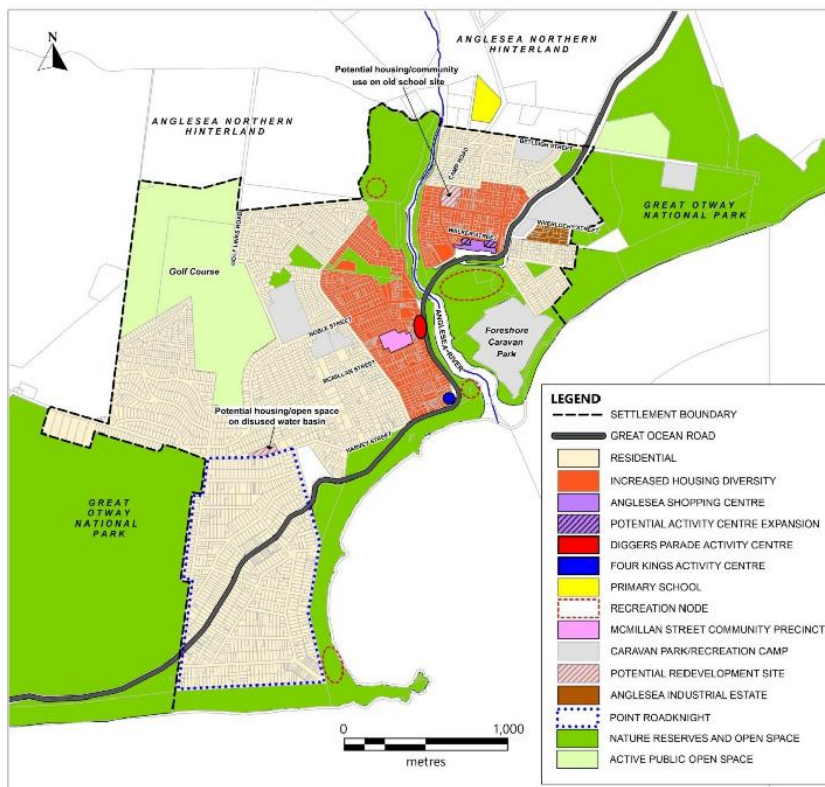 ANGLESEA NORTHERN
HINTERLAND
N
Potential housing/community
use on old school site
ANGLESEA NORTHERN
HINTERLAND
BETLEIGH STREET
CAMP ROAD
GREAT OTWAY
NATIONAL PARK
WALKER STREET
GOLF LINKS ROAD
Golf Course
NOBLE STREET
ANGLESEA RIVER
Foreshore
Caravan
Park
MCMILLAN STREET
Potential housing/open space
on disused water basin
HARVEY STREET
GREAT
OTWAY
NATIONAL
PARK
0 1,000
metres
LEGEND
SETTLEMENT BOUNDARY
GREAT OCEAN ROAD
RESIDENTIAL
INCREASED HOUSING DIVERSITY
ANGLESEA SHOPPING CENTRE
POTENTIAL ACTIVITY CENTRE EXPANSION
DIGGERS PARADE ACTIVITY CENTRE
FOUR KINGS ACTIVITY CENTRE
PRIMARY SCHOOL
RECREATION NODE
MCMILLAN STREET COMMUNITY PRECINCT
CARAVAN PARK/RECREATION CAMP
POTENTIAL REDEVELOPMENT SITE
ANGLESEA INDUSTRIAL ESTATE
POINT ROADKNIGHT
NATURE RESERVES AND OPEN SPACE
ACTIVE PUBLIC OPEN SPACE